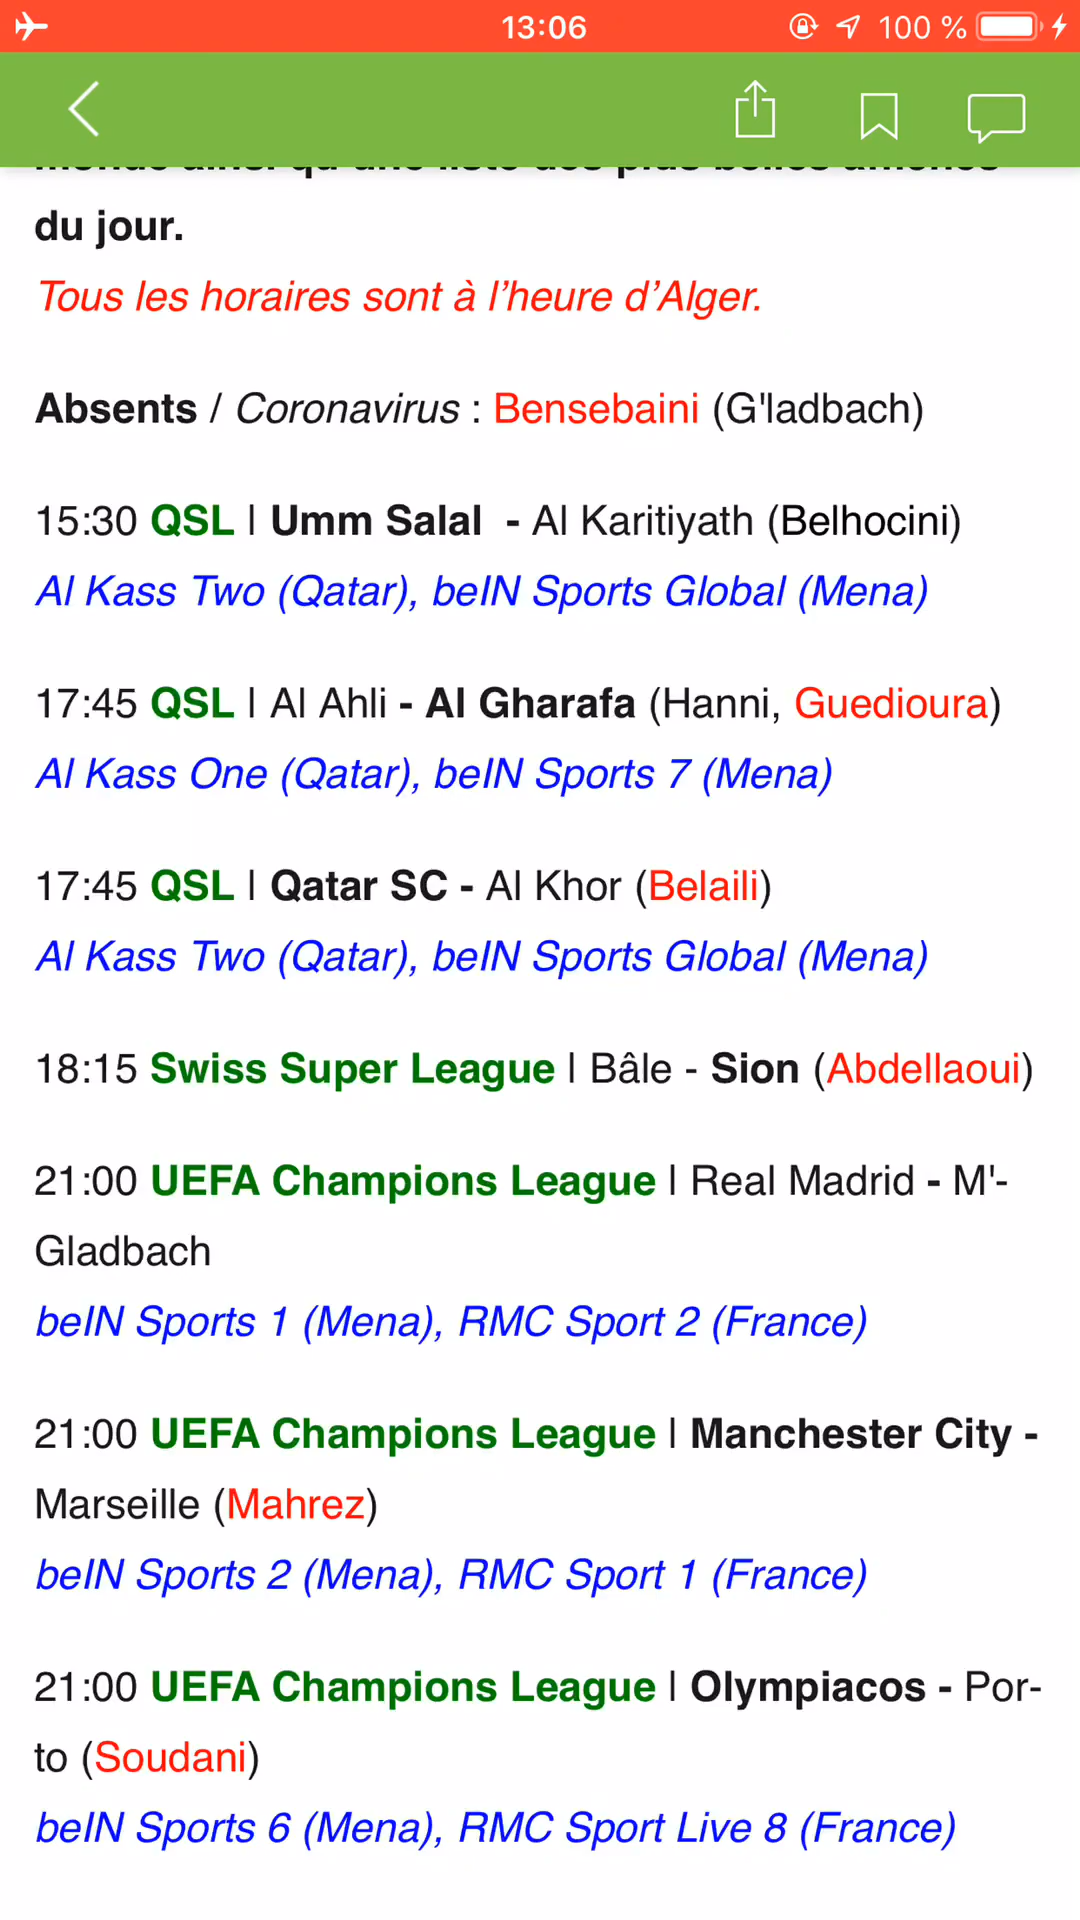 13:06
100 %
du jour.
Tous les horaires sont à l’heure d’Alger.
Absents / Coronavirus : Bensebaini (G'ladbach)
15:30 QSL | Umm Salal - Al Karitiyath (Belhocini)
Al Kass Two (Qatar), beIN Sports Global (Mena)
17:45 QSL | Al Ahli - Al Gharafa (Hanni, Guedioura)
Al Kass One (Qatar), beIN Sports 7 (Mena)
17:45 QSL | Qatar SC - Al Khor (Belaili)
Al Kass Two (Qatar), beIN Sports Global (Mena)
18:15 Swiss Super League | Bâle - Sion (Abdellaoui)
21:00 UEFA Champions League | Real Madrid - M'-
Gladbach
beIN Sports 1 (Mena), RMC Sport 2 (France)
21:00 UEFA Champions League | Manchester City -
Marseille (Mahrez)
beIN Sports 2 (Mena), RMC Sport 1 (France)
21:00 UEFA Champions League | Olympiacos - Por-
to (Soudani)
beIN Sports 6 (Mena), RMC Sport Live 8 (France)